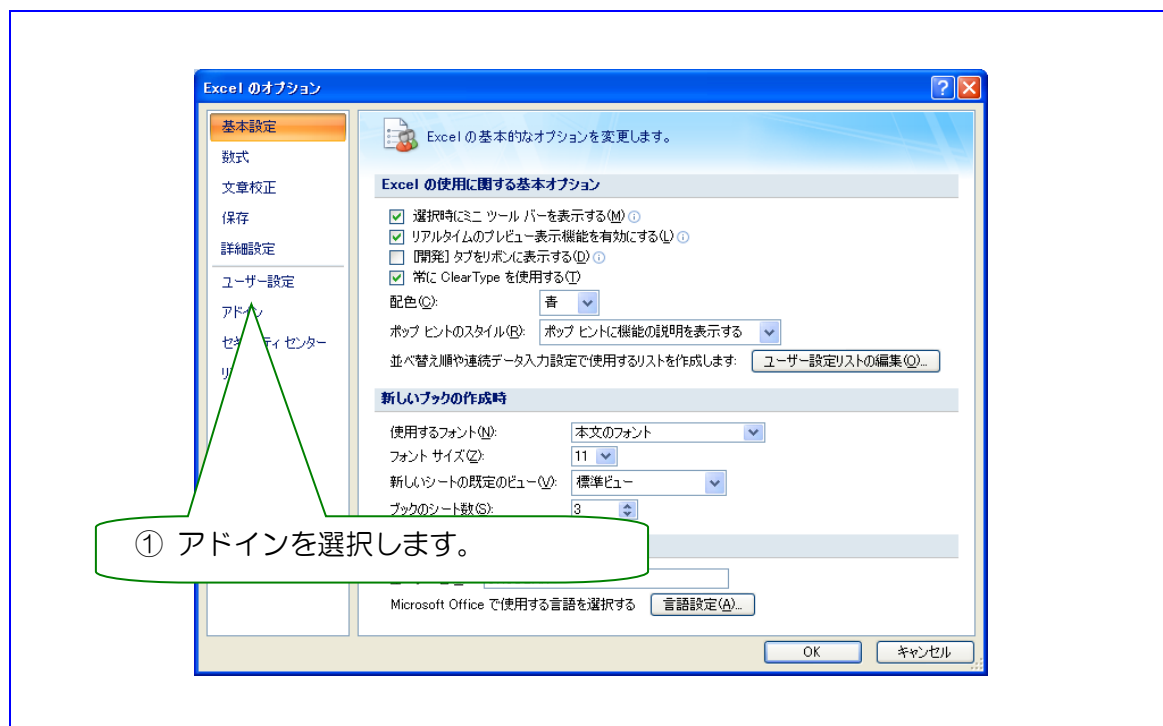 Excel のオプション
基本設定
数式
文章校正
保存
詳細設定
ユーザー設定
アドイン
セキュリティ センター
Excel の基本的なオプションを変更します。
Excel の使用に関する基本オプション
選択時にミニ ツール バーを表示する(M)
リアルタイムのプレビュー表示機能を有効にする(L)
[開発] タブをリボンに表示する(D)
常に ClearType を使用する(T)
配色(C): 青
ポップ ヒントのスタイル(R): ポップ ヒントに機能の説明を表示する
並べ替え順や連続データ入力設定で使用するリストを作成します: ユーザー設定リストの編集(O)...
新しいブックの作成時
使用するフォント(N): 本文のフォント
フォント サイズ(Z): 11
新しいシートの既定のビュー(V): 標準ビュー
ブックのシート数(S): 3
① アドインを選択します。
Microsoft Office で使用する言語を選択する 言語設定(A)...
OK キャンセル